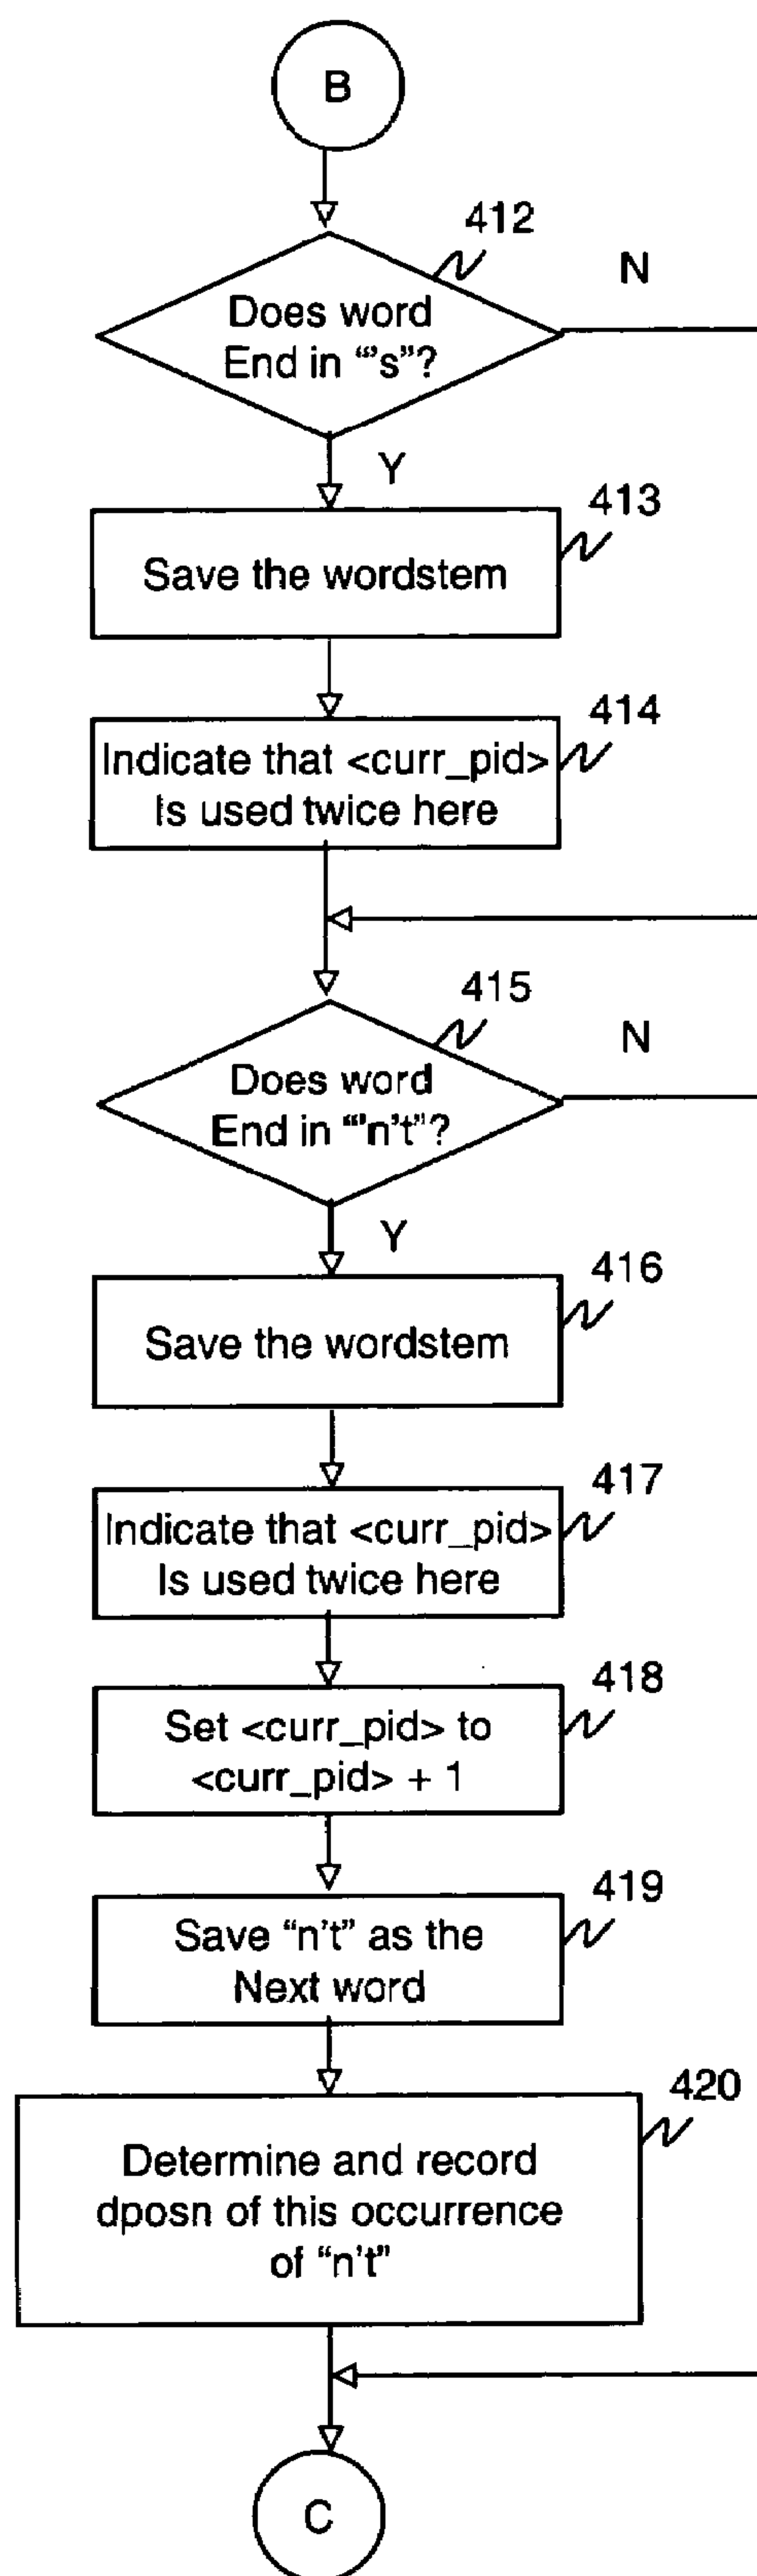 B
412
N
Does word
End in “'s”?
Y
413
Save the wordstem
414
Indicate that <curr_pid>
Is used twice here
415
N
Does word
End in “'n't”?
Y
416
Save the wordstem
417
Indicate that <curr_pid>
Is used twice here
418
Set <curr_pid> to
<curr_pid> + 1
419
Save “n't” as the
Next word
420
Determine and record
dposn of this occurrence
of “n't”
C